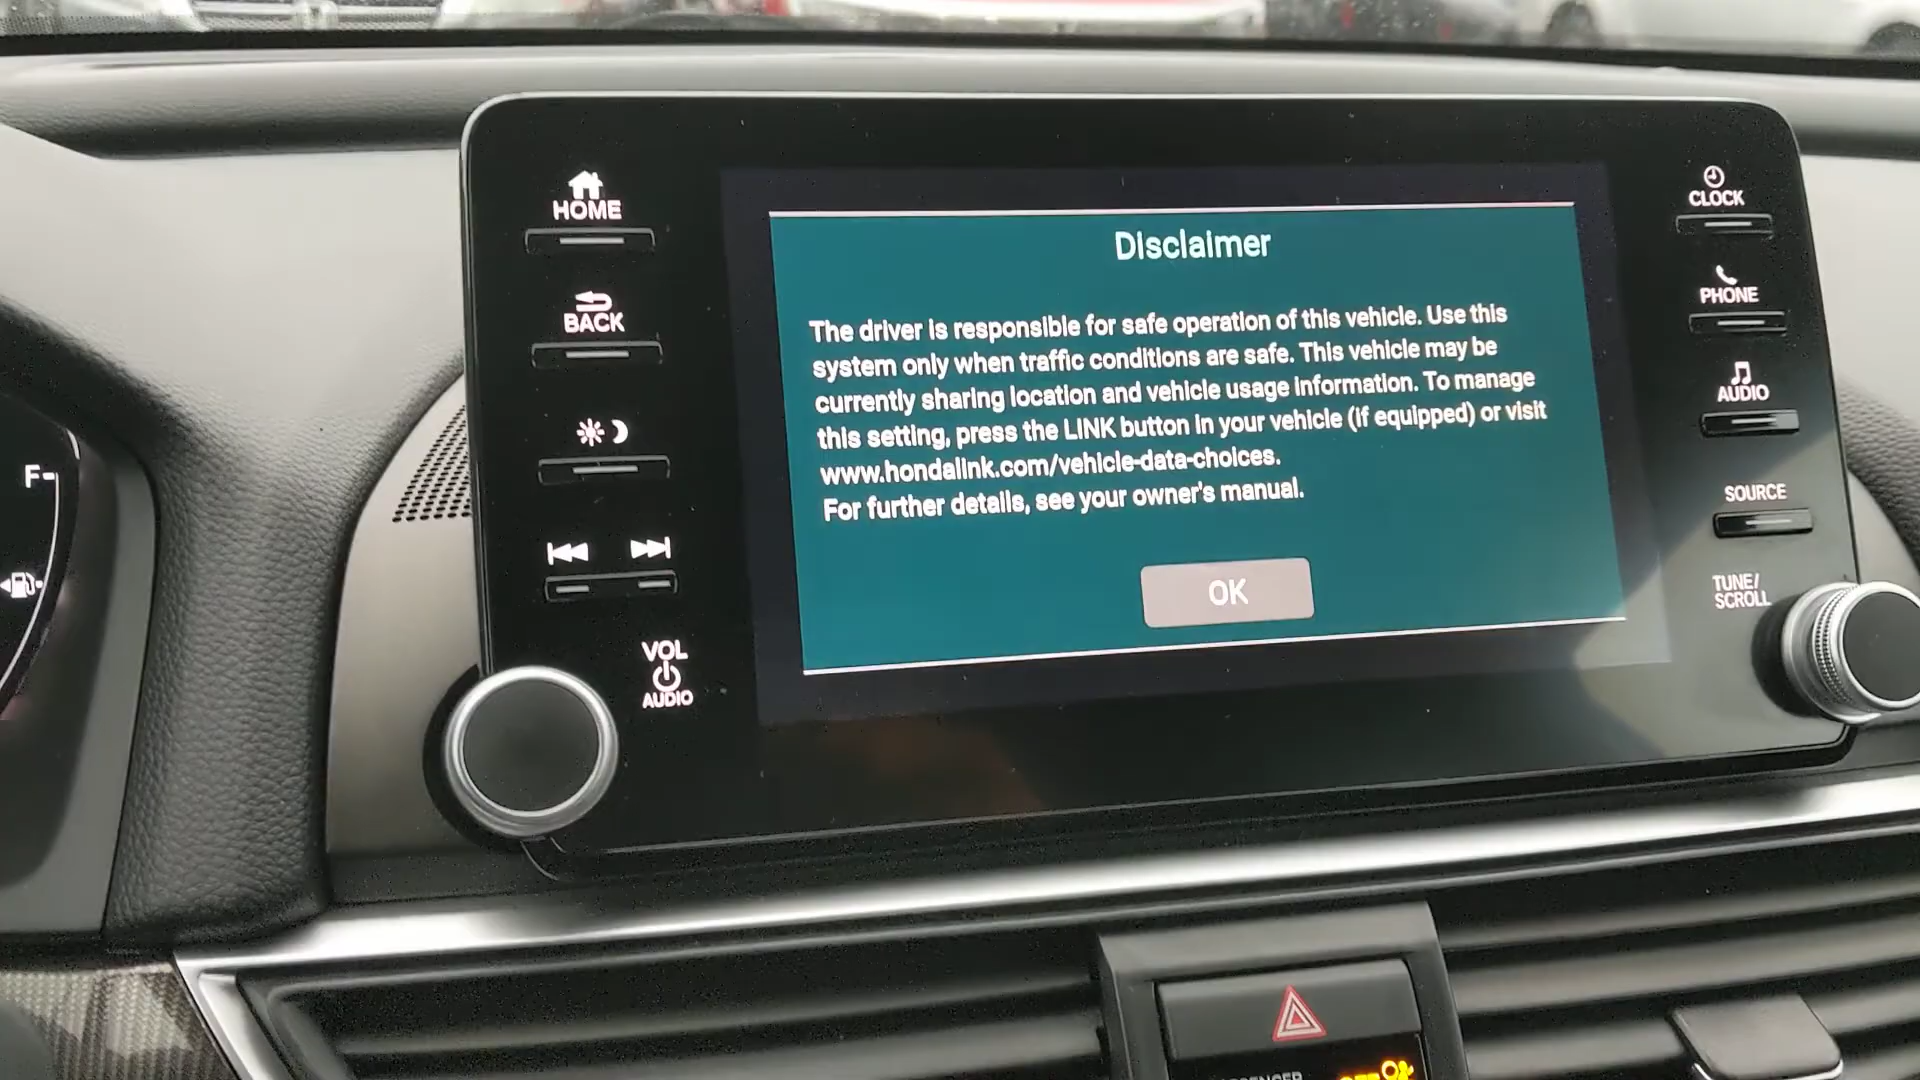 HOME
BACK
VOL
AUDIO
Disclaimer
The driver is responsible for safe operation of this vehicle. Use this
system only when traffic conditions are safe. This vehicle may be
currently sharing location and vehicle usage information. To manage
this setting, press the LINK button in your vehicle (if equipped) or visit
www.hondalink.com/vehicle-data-choices.
For further details, see your owner's manual.
OK
CLOCK
PHONE
AUDIO
SOURCE
TUNE/
SCROLL
F